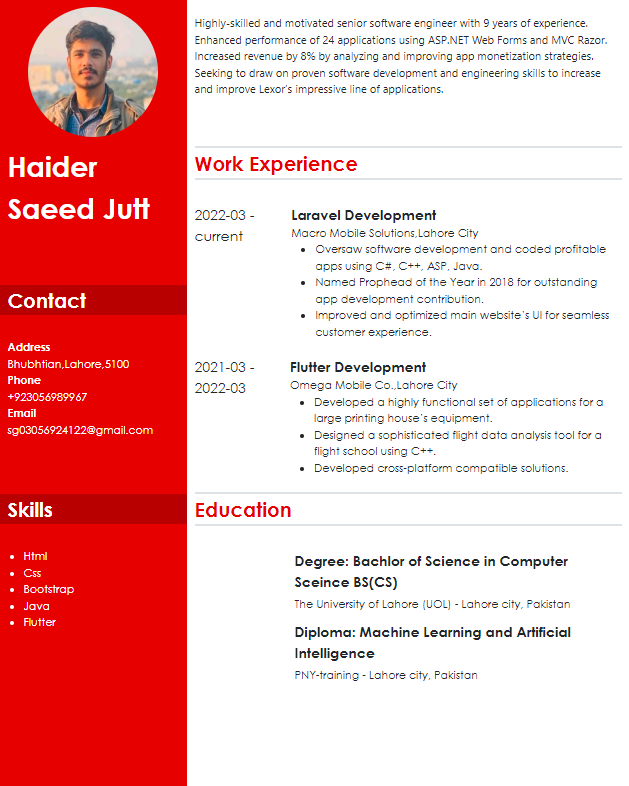 Haider
Saeed Jutt
Contact
Address
Bhubhtian,Lahore,5100
Phone
+923056989967
Email
sg03056924122@gmail.com
Skills
Html
Css
Bootstrap
Java
Flutter
Highly-skilled and motivated senior software engineer with 9 years of experience.
Enhanced performance of 24 applications using ASP.NET Web Forms and MVC Razor.
Increased revenue by 8% by analyzing and improving app monetization strategies.
Seeking to draw on proven software development and engineering skills to increase
and improve Lexor's impressive line of applications.
Work Experience
2022-03 -
current
Laravel Development
Macro Mobile Solutions,Lahore City
Oversaw software development and coded profitable
apps using C#, C++, ASP, Java.
Named Prophead of the Year in 2018 for outstanding
app development contribution.
Improved and optimized main website's UI for seamless
customer experience.
2021-03 -
2022-03
Flutter Development
Omega Mobile Co.,Lahore City
Developed a highly functional set of applications for a
large printing house's equipment.
Designed a sophisticated flight data analysis tool for a
flight school using C++.
Developed cross-platform compatible solutions.
Education
Degree: Bachlor of Science in Computer
Sceince BS(CS)
The University of Lahore (UOL) - Lahore city, Pakistan
Diploma: Machine Learning and Artificial
Intelligence
PNY-training - Lahore city, Pakistan